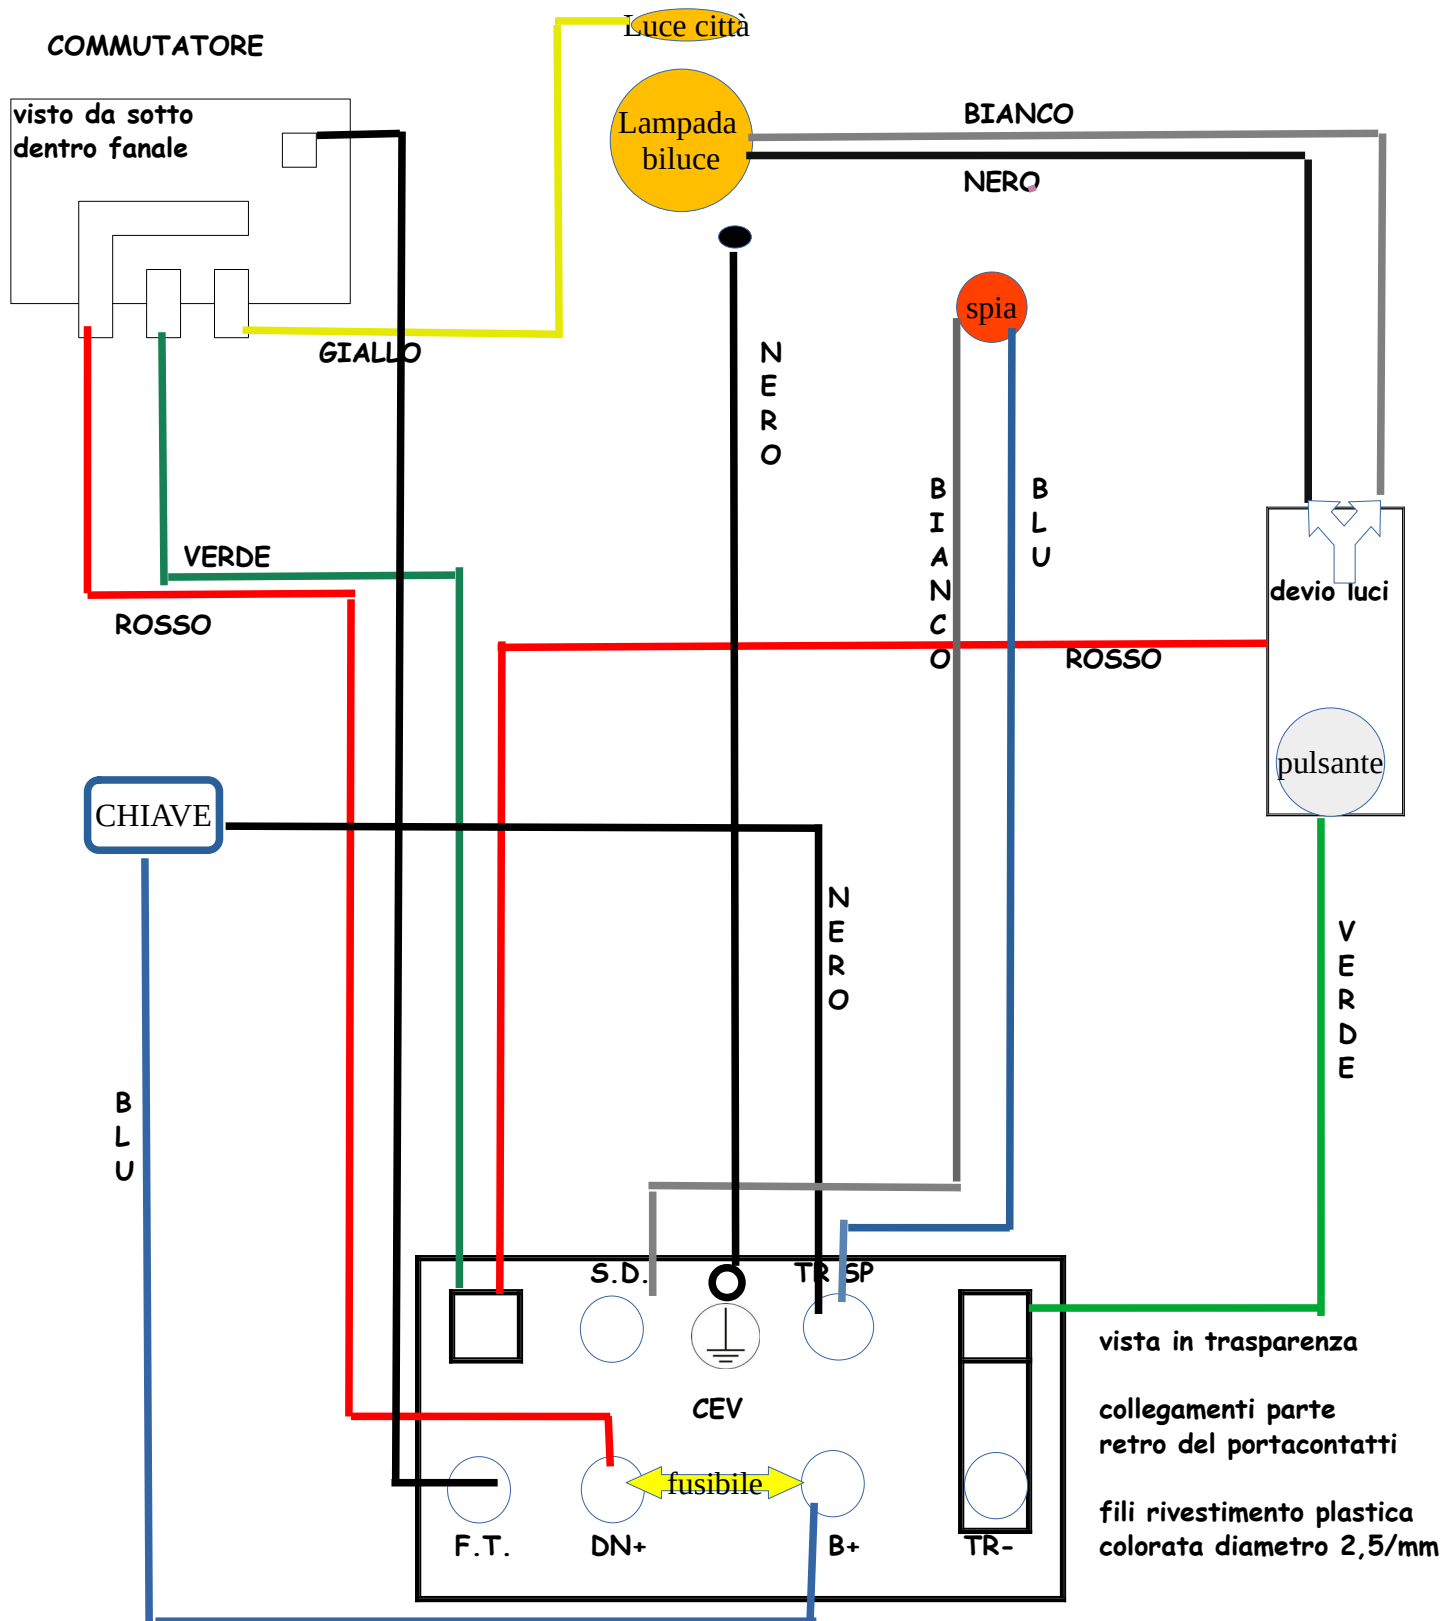 Luce città
COMMUTATORE
visto da sotto
dentro fanale
Lampada
biluce
BIANCO
NERO
spia
GIALLO
N
E
R
O
B
I
A
N
C
O
B
L
U
VERDE
ROSSO
devio luci
ROSSO
pulsante
CHIAVE
N
E
R
O
V
E
R
D
E
B
L
U
S.D.
TR SP
vista in trasparenza
CEV
collegamenti parte
retro del portacontatti
fusibile
fili rivestimento plastica
colorata diametro 2,5/mm
F.T.
DN+
B+
TR-